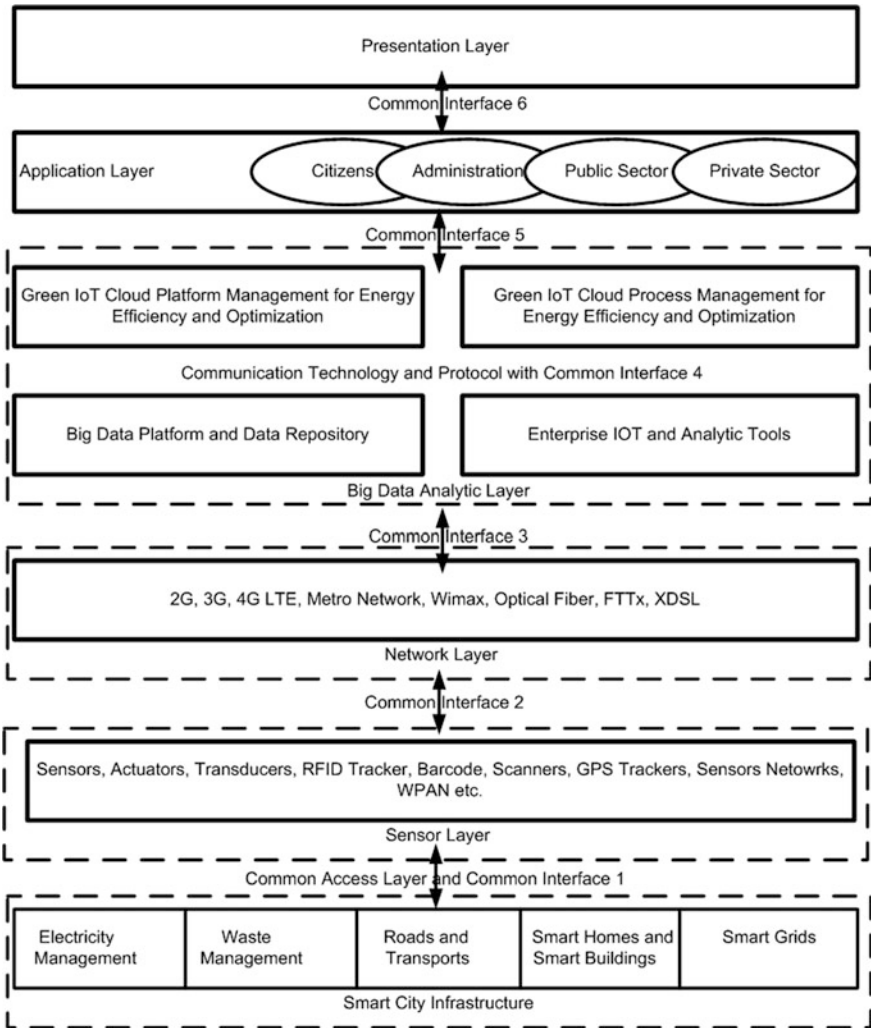 Presentation Layer
Common Interface 6
Application Layer
Citizens
Administration
Public Sector
Private Sector
Common Interface 5
Green IoT Cloud Platform Management for Energy
Efficiency and Optimization
Green IoT Cloud Process Management for
Energy Efficiency and Optimization
Communication Technology and Protocol with Common Interface 4
Big Data Platform and Data Repository
Enterprise IOT and Analytic Tools
Big Data Analytic Layer
Common Interface 3
2G, 3G, 4G LTE, Metro Network, Wimax, Optical Fiber, FTTx, XDSL
Network Layer
Common Interface 2
Sensors, Actuators, Transducers, RFID Tracker, Barcode, Scanners, GPS Trackers, Sensors Netowrks,
WPAN etc.
Sensor Layer
Common Access Layer and Common Interface 1
Electricity
Management
Waste
Management
Roads and
Transports
Smart Homes and
Smart Buildings
Smart Grids
Smart City Infrastructure